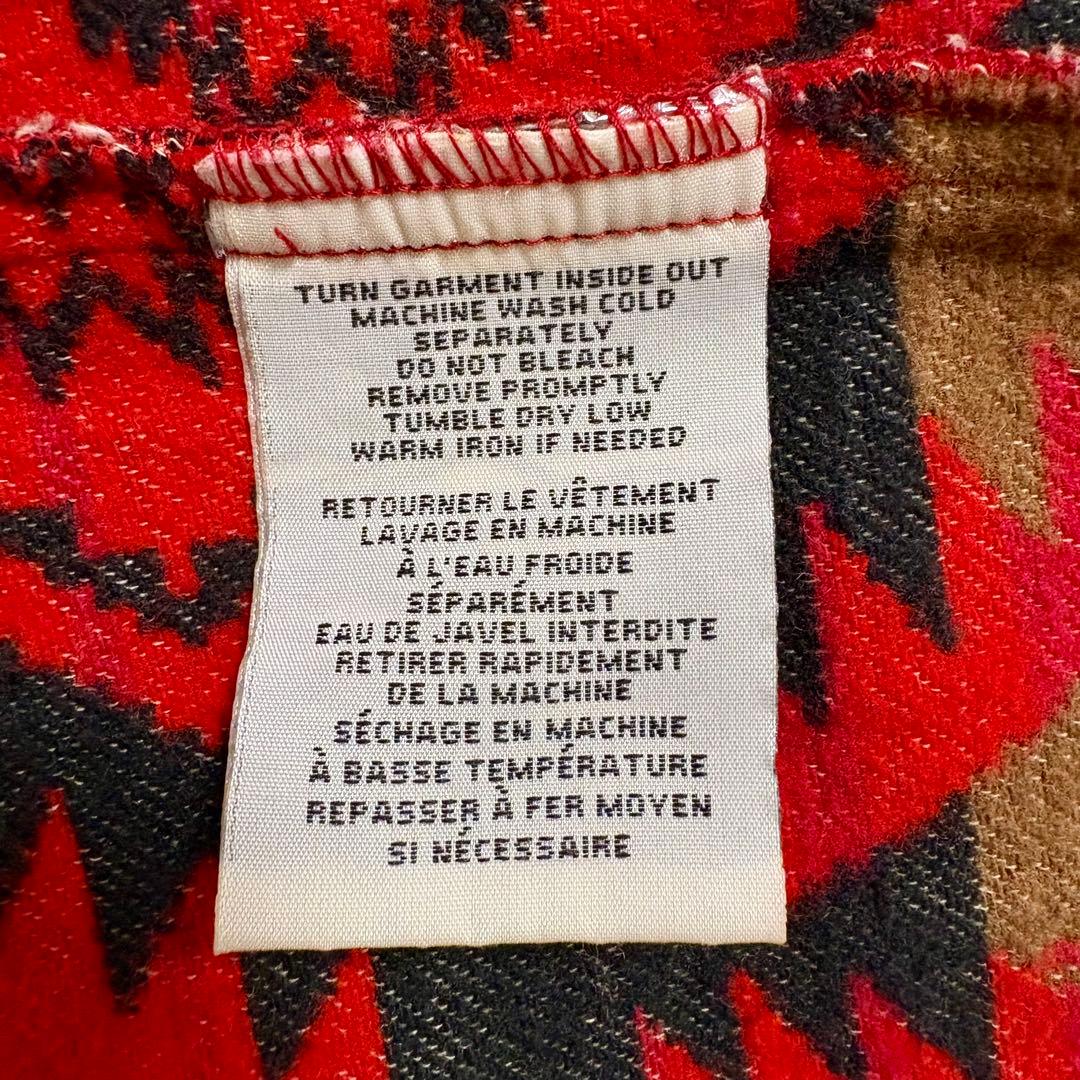 TURN GARMENT INSIDE OUT
MACHINE WASH COLD
SEPARATELY
DO NOT BLEACH
REMOVE PROMPTLY
TUMBLE DRY LOW
WARM IRON IF NEEDED
RETOURNER LE VÊTEMENT
LAVAGE EN MACHINE
À L'EAU FROIDE
SÉPARÉMENT
EAU DE JAVEL INTERDITE
RETIRER RAPIDEMENT
DE LA MACHINE
SÉCHAGE EN MACHINE
À BASSE TEMPÉRATURE
REPASSER À FER MOYEN
SI NÉCESSAIRE